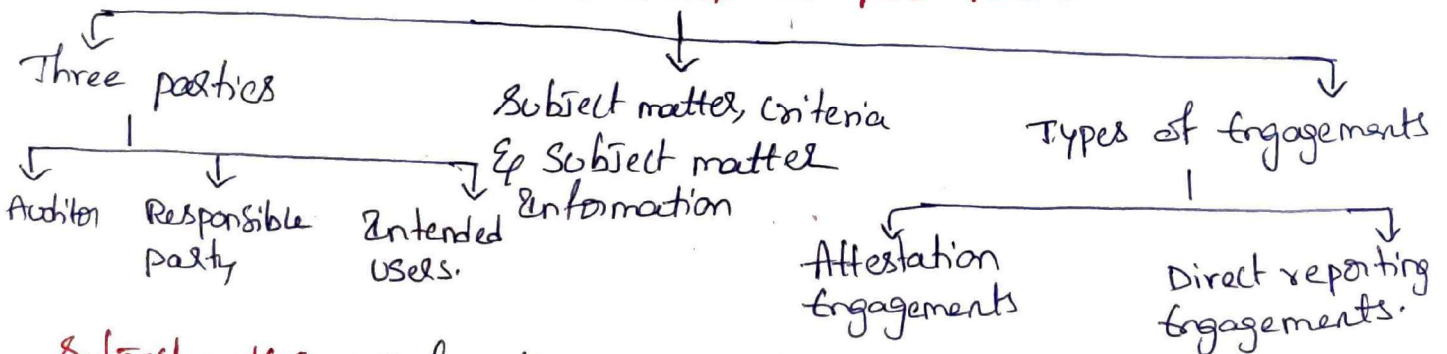 Three parties
Subject matter, Criteria
& Subject matter
Information
Types of Engagements
Auditor
Responsible
party
Intended
users.
Attestation
Engagements
Direct reporting
Engagements.